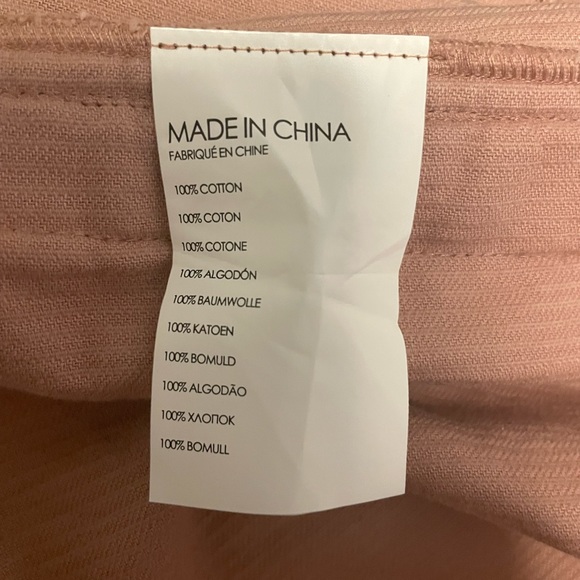 MADE IN CHINA
FABRIQUÉ EN CHINE
100% COTTON
100% COTON
100% COTONE
100% ALGODÓN
100% BAUMWOLLE
100% KATOEN
100% BOMULD
100% ALGODÃO
100% ХЛОПОК
100% BOMULL